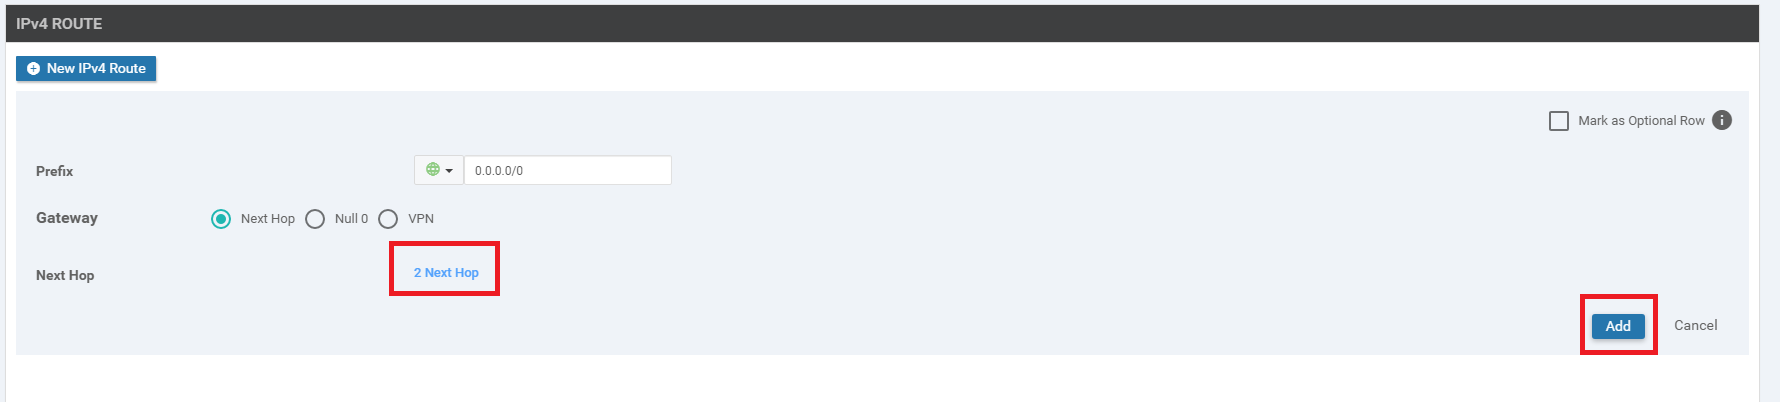 IPv4 ROUTE
New IPv4 Route
Mark as Optional Row
Prefix
0.0.0.0/0
Gateway
Next Hop Null 0 VPN
Next Hop
2 Next Hop
Add Cancel